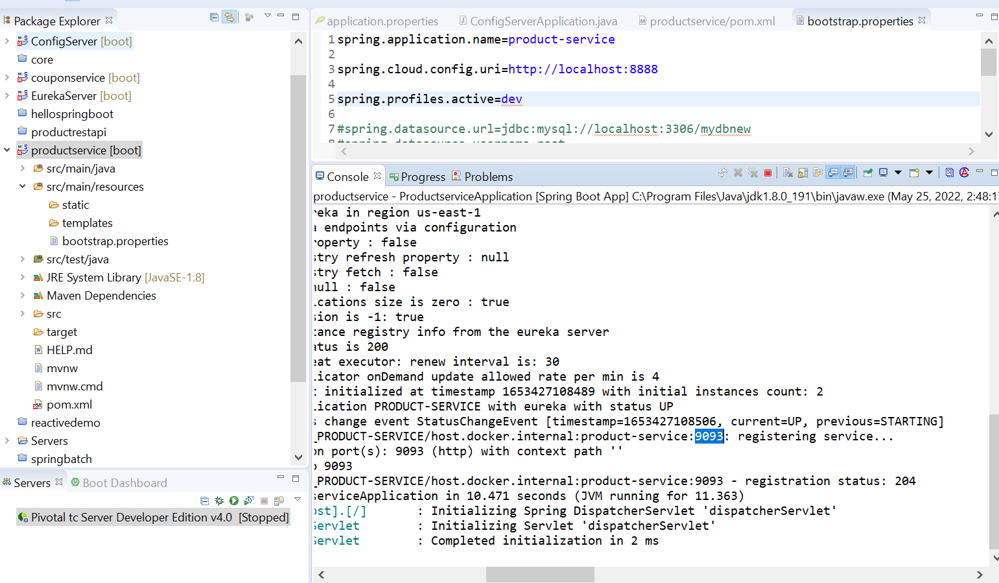 Package Explorer
ConfigServer [boot]
core
couponservice [boot]
EurekaServer [boot]
hellospringboot
productrestapi
productservice [boot]
src/main/java
src/main/resources
static
templates
bootstrap.properties
src/test/java
JRE System Library [JavaSE-1.8]
Maven Dependencies
src
target
HELP.md
mvnw
mvnw.cmd
pom.xml
reactivedemo
Servers
springbatch
Servers
Boot Dashboard
Pivotal tc Server Developer Edition v4.0 [Stopped]
application.properties
ConfigServerApplication.java
productservice/pom.xml
bootstrap.properties
1 spring.application.name=product-service
2
3 spring.cloud.config.uri=http://localhost:8888
4
5 spring.profiles.active=dev
6
7 #spring.datasource.url=jdbc:mysql://localhost:3306/mydbnew
Console
Progress
Problems
productservice - ProductserviceApplication [Spring Boot App] C:\Program Files\Java\jdk1.8.0_191\bin\javaw.exe (May 25, 2022, 2:48:1
reka in region us-east-1
a endpoints via configuration
roperty : false
stry refresh property : null
stry fetch : false
null : false
ications size is zero : true
sion is -1: true
tance registry info from the eureka server
atus is 200
eat executor: renew interval is: 30
licator onDemand update allowed rate per min is 4
t initialized at timestamp 1653427108489 with initial instances count: 2
lication PRODUCT-SERVICE with eureka with status UP
s change event StatusChangeEvent [timestamp=1653427108506, current=UP, previous=STARTING]
_PRODUCT-SERVICE/host.docker.internal:product-service:9093: registering service...
on port(s): 9093 (http) with context path ''
o 9093
_PRODUCT-SERVICE/host.docker.internal:product-service:9093 - registration status: 204
serviceApplication in 10.471 seconds (JVM running for 11.363)
ost].[/] : Initializing Spring DispatcherServlet 'dispatcherServlet'
Servlet : Initializing Servlet 'dispatcherServlet'
Servlet : Completed initialization in 2 ms